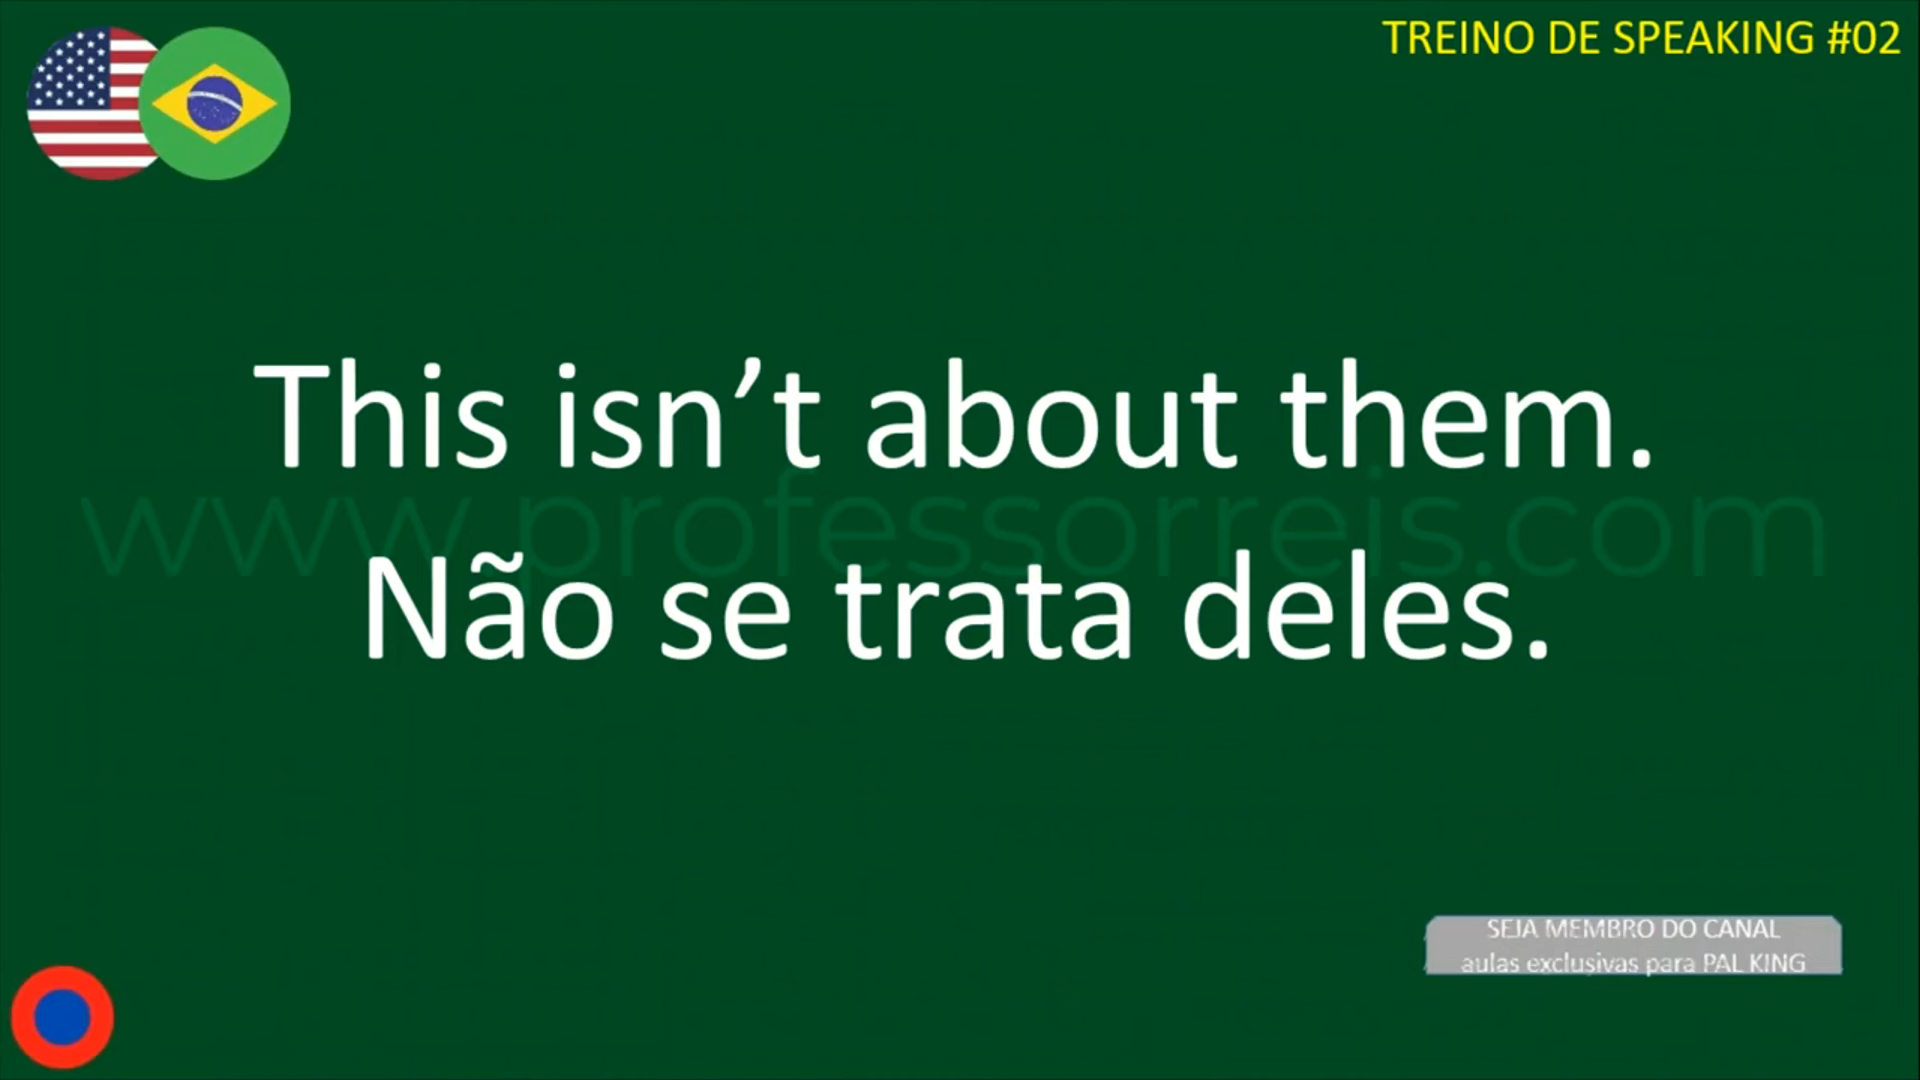 TREINO DE SPEAKING #02
This isn’t about them.
www.professorreis.com
Não se trata deles.
SEJA MEMBRO DO CANAL
aulas exclusivas para PAL KING